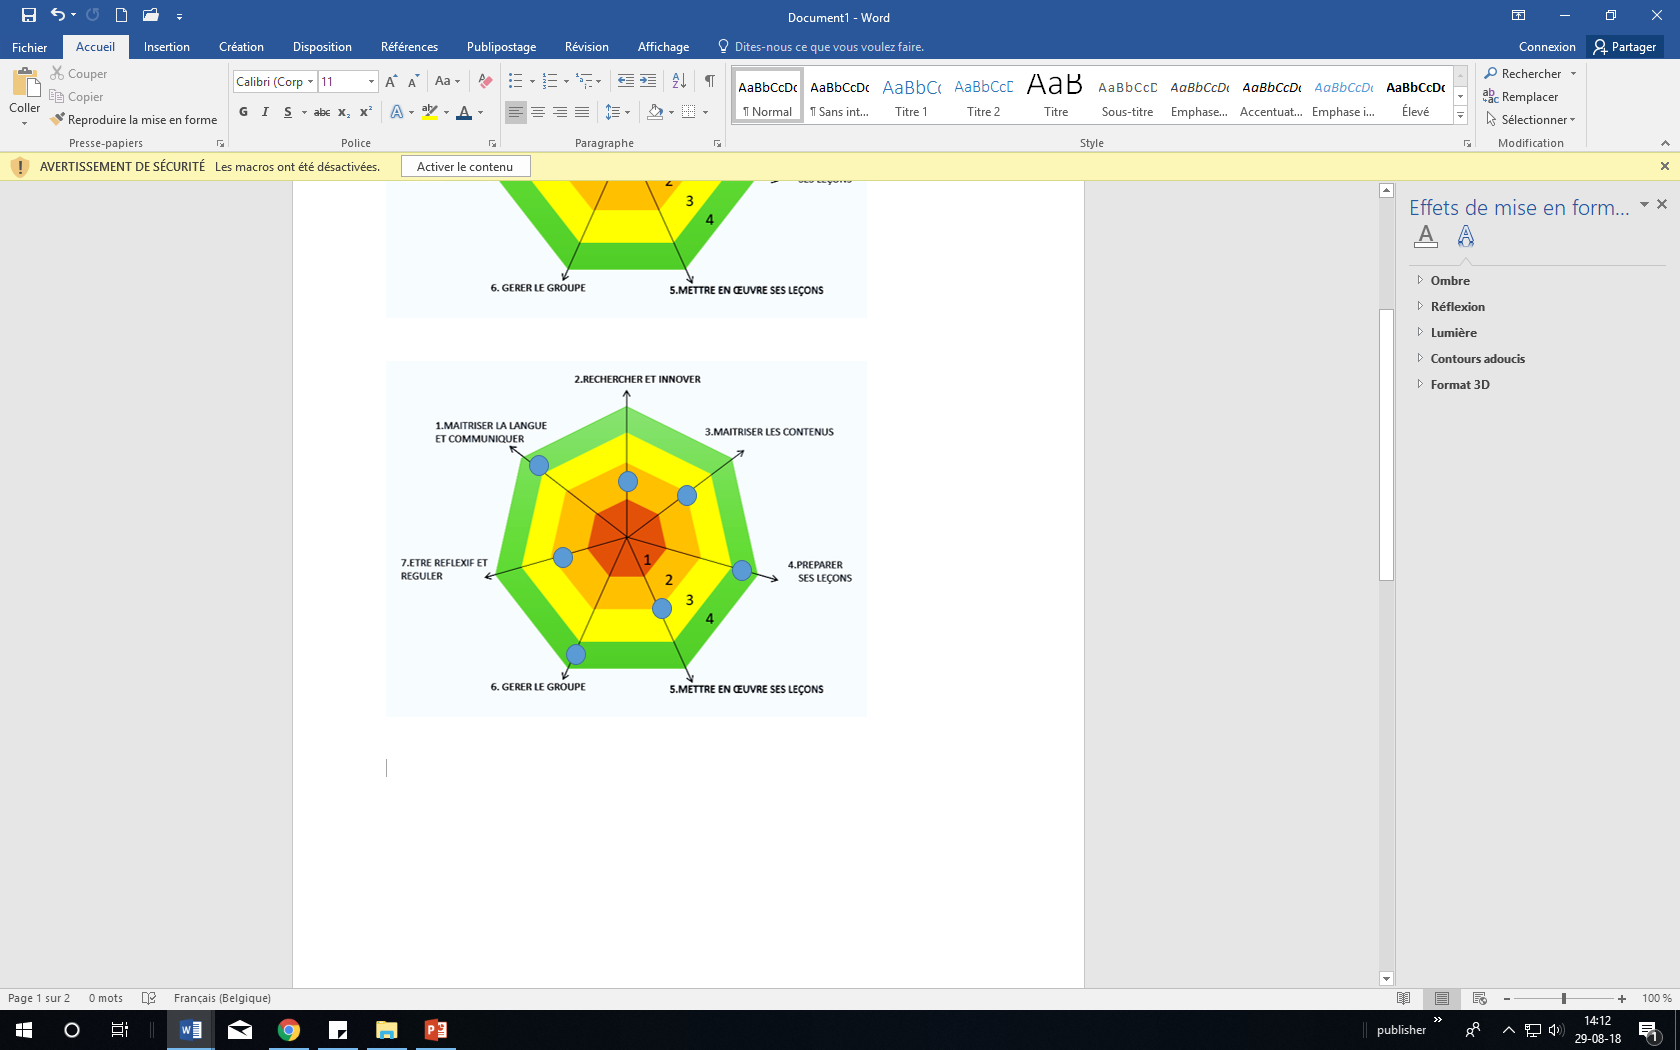 Document1 - Word
Fichier Accueil Insertion Création Disposition Références Publipostage Révision Affichage Dites-nous ce que vous voulez faire. Connexion Partager
Coller
Couper
Copier
Reproduire la mise en forme
Presse-papiers
Calibri (Corp 11
G I S abc x₂ x²
Police
Paragraphe
AaBbCcDc AaBbCcDc AaBbC( AaBbCcD AaB AaBbCcD AaBbCcDc AaBbCcDc AaBbCcDc AaBbCcDc
¶ Normal ¶ Sans int... Titre 1 Titre 2 Titre Sous-titre Emphase... Accentuat... Emphase i... Élevé
Style
Rechercher
Remplacer
Sélectionner
Modification
AVERTISSEMENT DE SÉCURITÉ Les macros ont été désactivées. Activer le contenu
2
3
4
6. GERER LE GROUPE
5.METTRE EN ŒUVRE SES LEÇONS
2.RECHERCHER ET INNOVER
1.MAITRISER LA LANGUE
ET COMMUNIQUER
3.MAITRISER LES CONTENUS
7.ETRE REFLEXIF ET
REGULER
4.PREPARER
SES LEÇONS
1
2
3
4
6. GERER LE GROUPE
5.METTRE EN ŒUVRE SES LEÇONS
Effets de mise en form...
Ombre
Réflexion
Lumière
Contours adoucis
Format 3D
Page 1 sur 2 0 mots Français (Belgique) 100 %
publisher
14:12
29-08-18
1